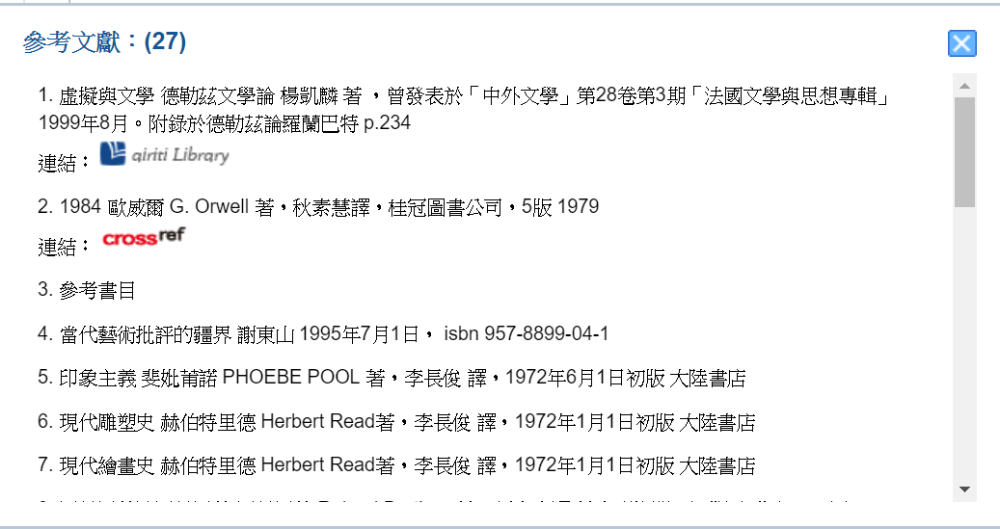 參考文獻：(27)
1. 虛擬與文學 德勒茲文學論 楊凱麟 著 ，曾發表於「中外文學」第28卷第3期「法國文學與思想專輯」
1999年8月。附錄於德勒茲論羅蘭巴特 p.234
連結： airiti Library
2. 1984 歐威爾 G. Orwell 著，秋素慧譯，桂冠圖書公司，5版 1979
連結： crossref
3. 參考書目
4. 當代藝術批評的疆界 謝東山 1995年7月1日， isbn 957-8899-04-1
5. 印象主義 斐妣莆諾 PHOEBE POOL 著，李長俊 譯，1972年6月1日初版 大陸書店
6. 現代雕塑史 赫伯特里德 Herbert Read著，李長俊 譯，1972年1月1日初版 大陸書店
7. 現代繪畫史 赫伯特里德 Herbert Read著，李長俊 譯，1972年1月1日初版 大陸書店